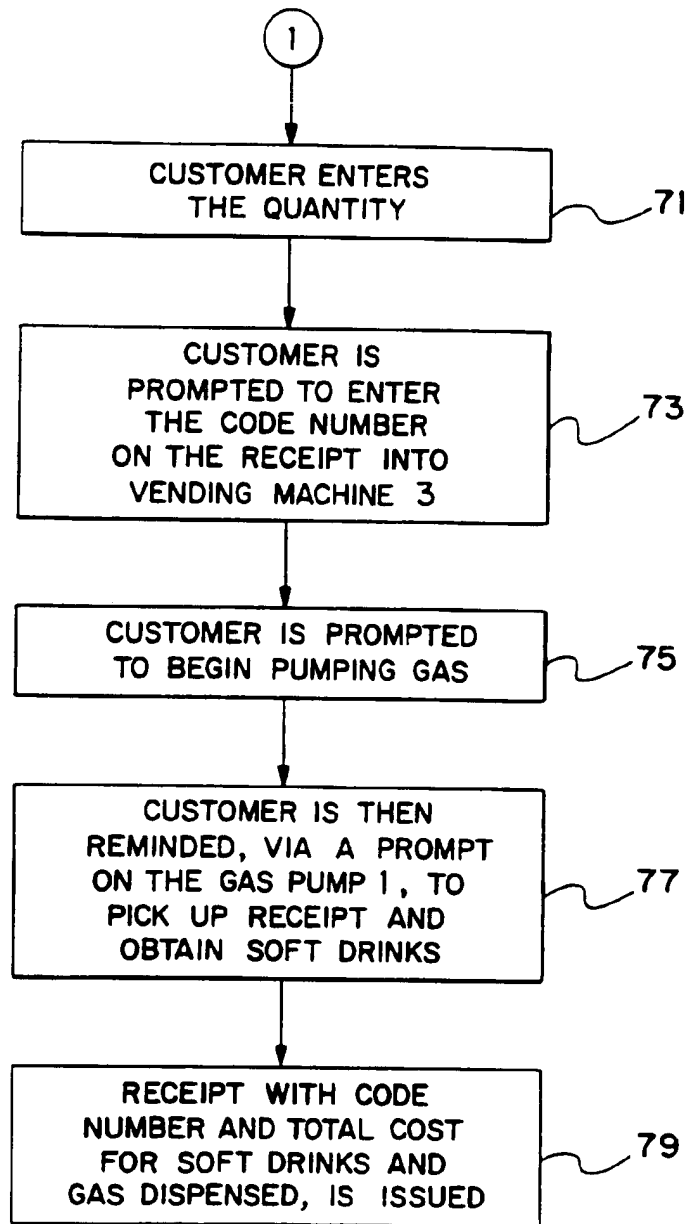 1
CUSTOMER ENTERS
THE QUANTITY
71
CUSTOMER IS
PROMPTED TO ENTER
THE CODE NUMBER
ON THE RECEIPT INTO
VENDING MACHINE 3
73
CUSTOMER IS PROMPTED
TO BEGIN PUMPING GAS
75
CUSTOMER IS THEN
REMINDED, VIA A PROMPT
ON THE GAS PUMP 1, TO
PICK UP RECEIPT AND
OBTAIN SOFT DRINKS
77
RECEIPT WITH CODE
NUMBER AND TOTAL COST
FOR SOFT DRINKS AND
GAS DISPENSED, IS ISSUED
79